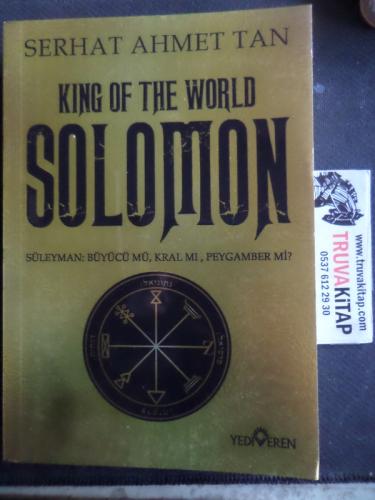 SERHAT AHMET TAN
KING OF THE WORLD
SOLOMON
SÜLEYMAN: BÜYÜCÜ MÜ, KRAL MI , PEYGAMBER Mİ?
YEDİVEREN
www.truvakitap.com
TRUVAKİTAP
0537 612 29 30